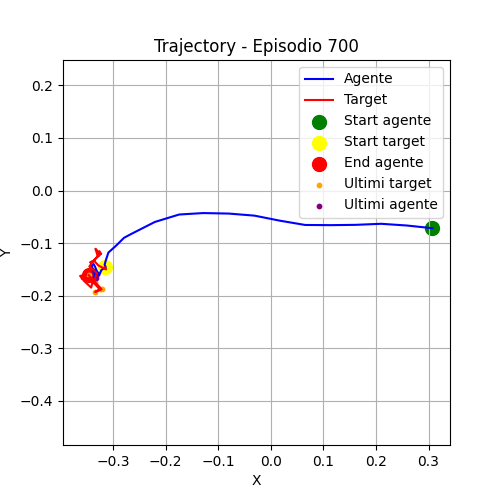 Trajectory - Episodio 700
Agente
Target
Start agente
Start target
End agente
Ultimi target
Ultimi agente
0.2
0.1
0.0
−0.1
−0.2
−0.3
−0.4
Y
−0.3
−0.2
−0.1
0.0
0.1
0.2
0.3
X